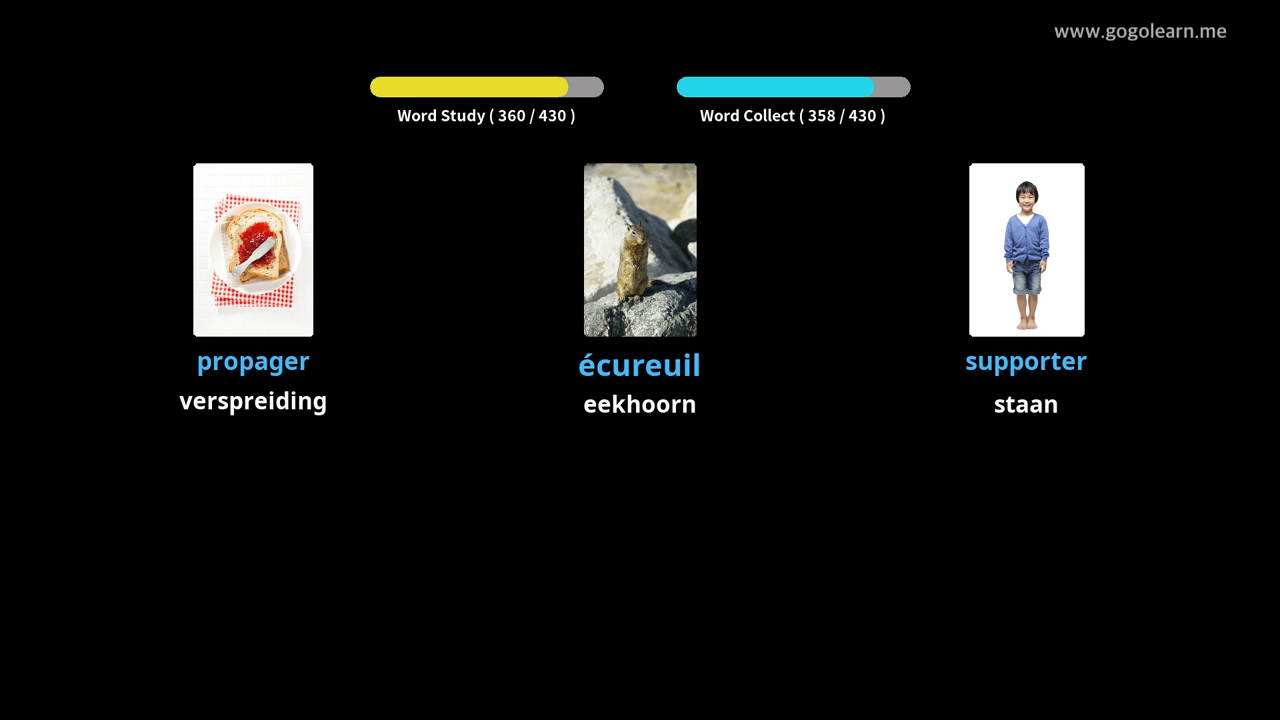 www.gogolearn.me
Word Study ( 360 / 430 )
Word Collect ( 358 / 430 )
propager
écureuil
supporter
verspreiding
eekhoorn
staan